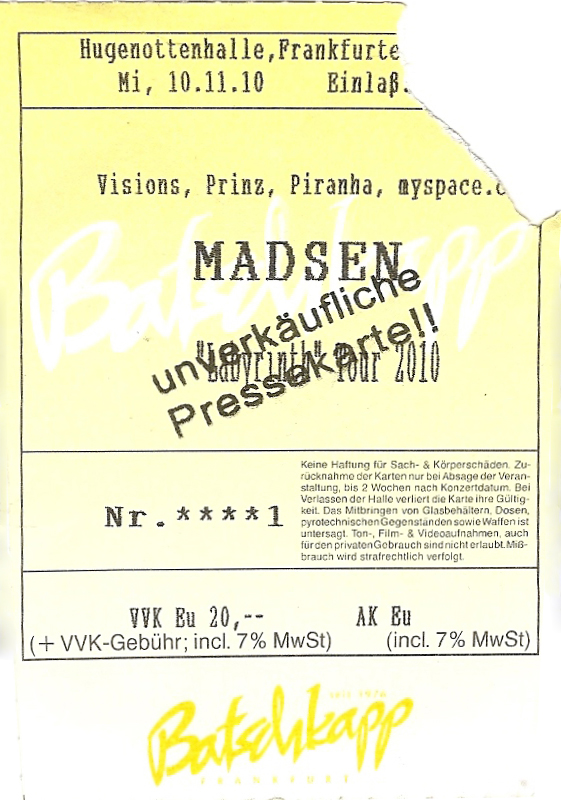 Hugenottenhalle,Frankfurte
Mi, 10.11.10 Einlaß.
Visions, Prinz, Piranha, myspace.c
Batschkapp
MADSEN
"Labyrinth" Tour 2010
unverkäufliche
Pressekarte!!
Nr.****1
Keine Haftung für Sach- & Körperschäden. Zu-
rücknahme der Karten nur bei Absage der Veran-
staltung, bis 2 Wochen nach Konzertdatum. Bei
Verlassen der Halle verliert die Karte ihre Gültig-
keit. Das Mitbringen von Glasbehältern, Dosen,
pyrotechnischen Gegenständen sowie Waffen ist
untersagt. Ton-, Film- & Videoaufnahmen, auch
für den privaten Gebrauch sind nicht erlaubt. Miß-
brauch wird strafrechtlich verfolgt.
VVK Eu 20,-- AK Eu
(+ VVK-Gebühr; incl. 7% MwSt) (incl. 7% MwSt)
SEIT 1976
Batschkapp
FRANKFURT